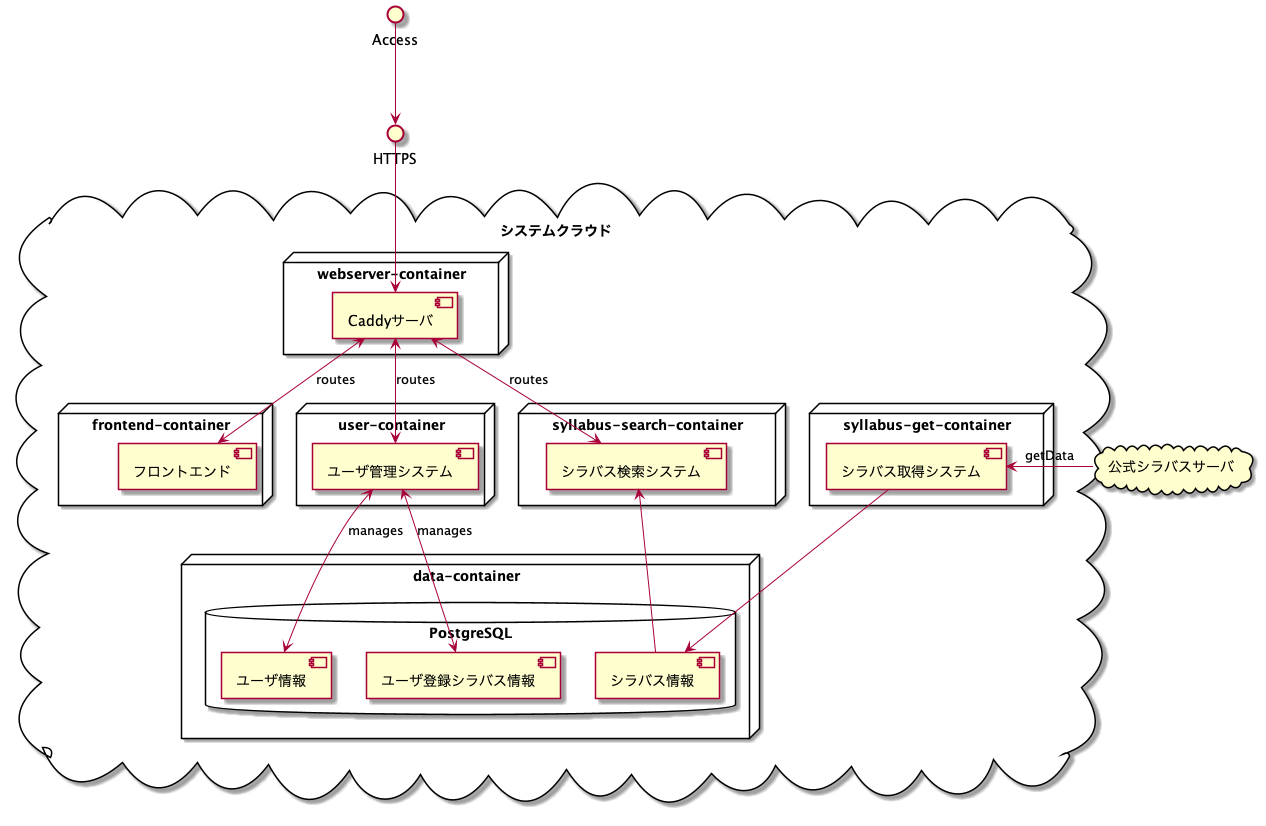 Access
HTTPS
システムクラウド
webserver-container
Caddyサーバ
routes
routes
routes
frontend-container
user-container
syllabus-search-container
syllabus-get-container
フロントエンド
ユーザ管理システム
シラバス検索システム
シラバス取得システム
getData
公式シラバスサーバ
manages
manages
data-container
PostgreSQL
ユーザ情報
ユーザ登録シラバス情報
シラバス情報